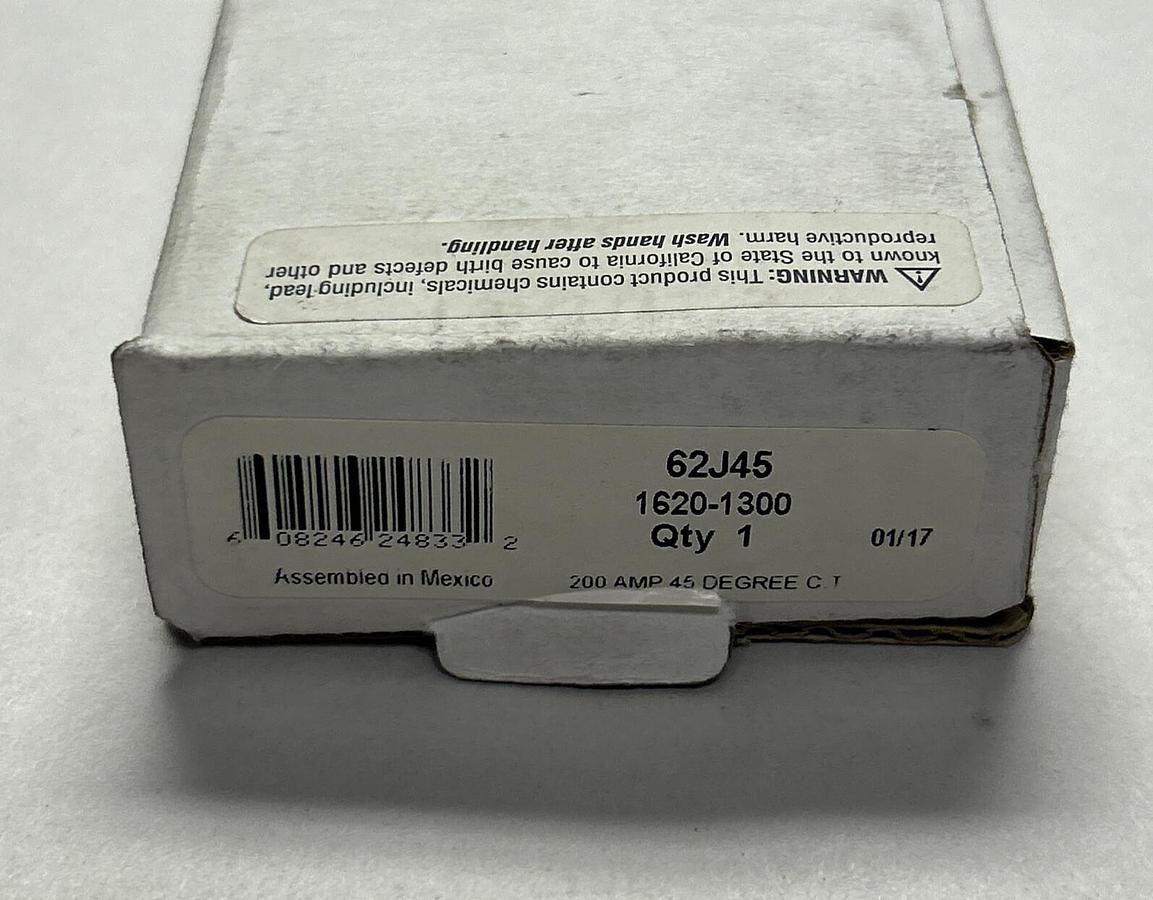 ⚠ WARNING: This product contains chemicals, including lead,
known to the State of California to cause birth defects and other
reproductive harm. Wash hands after handling.
62J45
1620-1300
Qty 1
01/17
6 08246 24833 2
Assembled in Mexico
200 AMP 45 DEGREE C.T